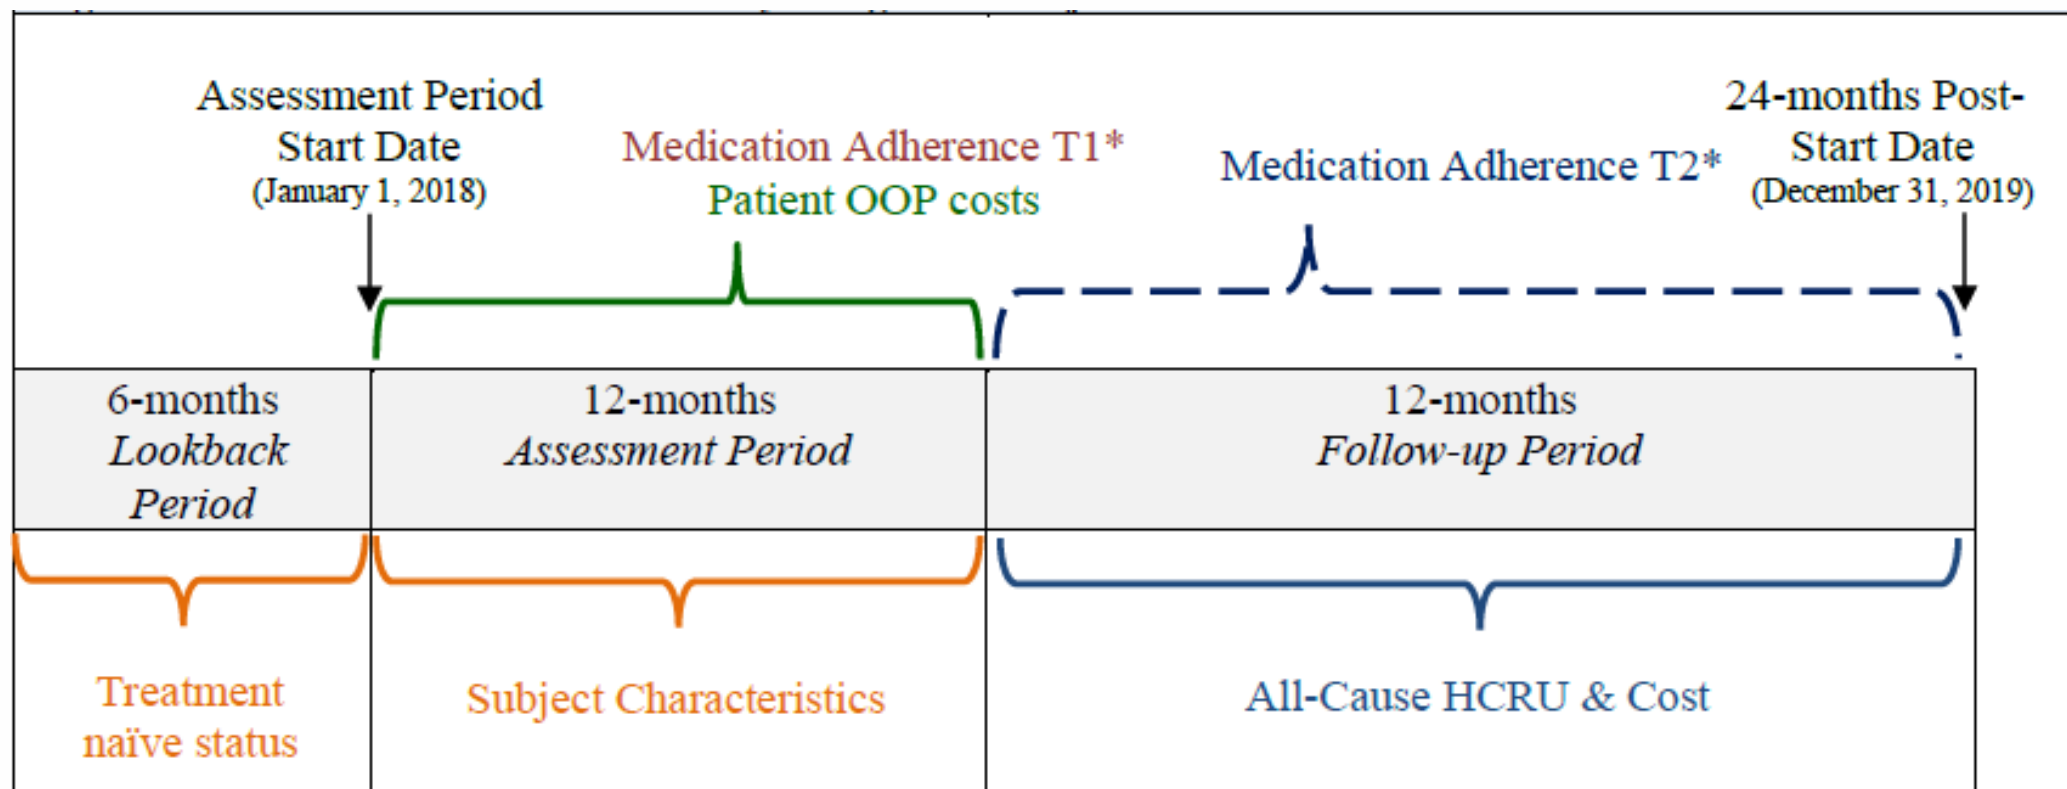 Assessment Period
Start Date
(January 1, 2018)
Medication Adherence T1*
Patient OOP costs
Medication Adherence T2*
24-months Post-
Start Date
(December 31, 2019)
6-months
Lookback
Period
12-months
Assessment Period
12-months
Follow-up Period
Treatment
naïve status
Subject Characteristics
All-Cause HCRU & Cost